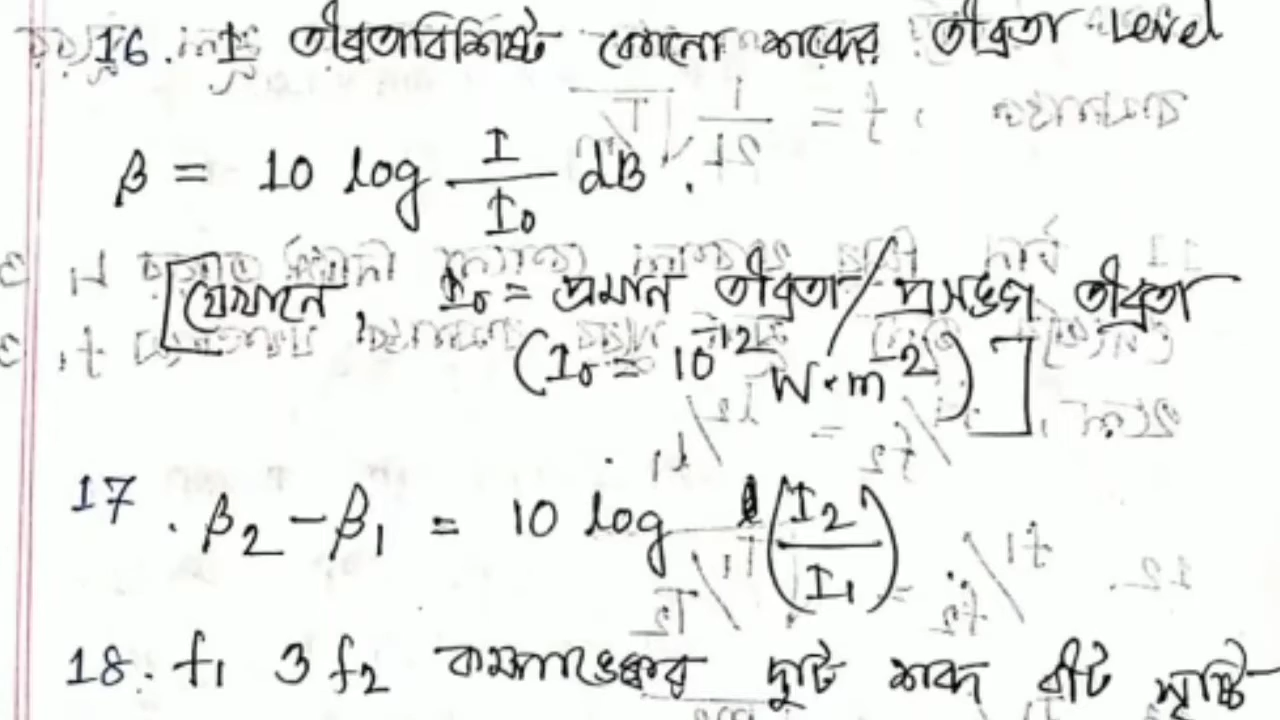 16. I তীব্রতাবিশিষ্ট কোনো শব্দের তীব্রতা Level
β = 10 log I/I₀ dB.
[যেখানে, I₀ = প্রমান তীব্রতা/প্রসঙ্গ তীব্রতা
(I₀ = 10⁻¹² W·m⁻²)]
17. β₂ - β₁ = 10 log (I₂/I₁)
18. f₁ ও f₂ কম্পাঙ্কের দুটি শব্দ বীট সৃষ্টি